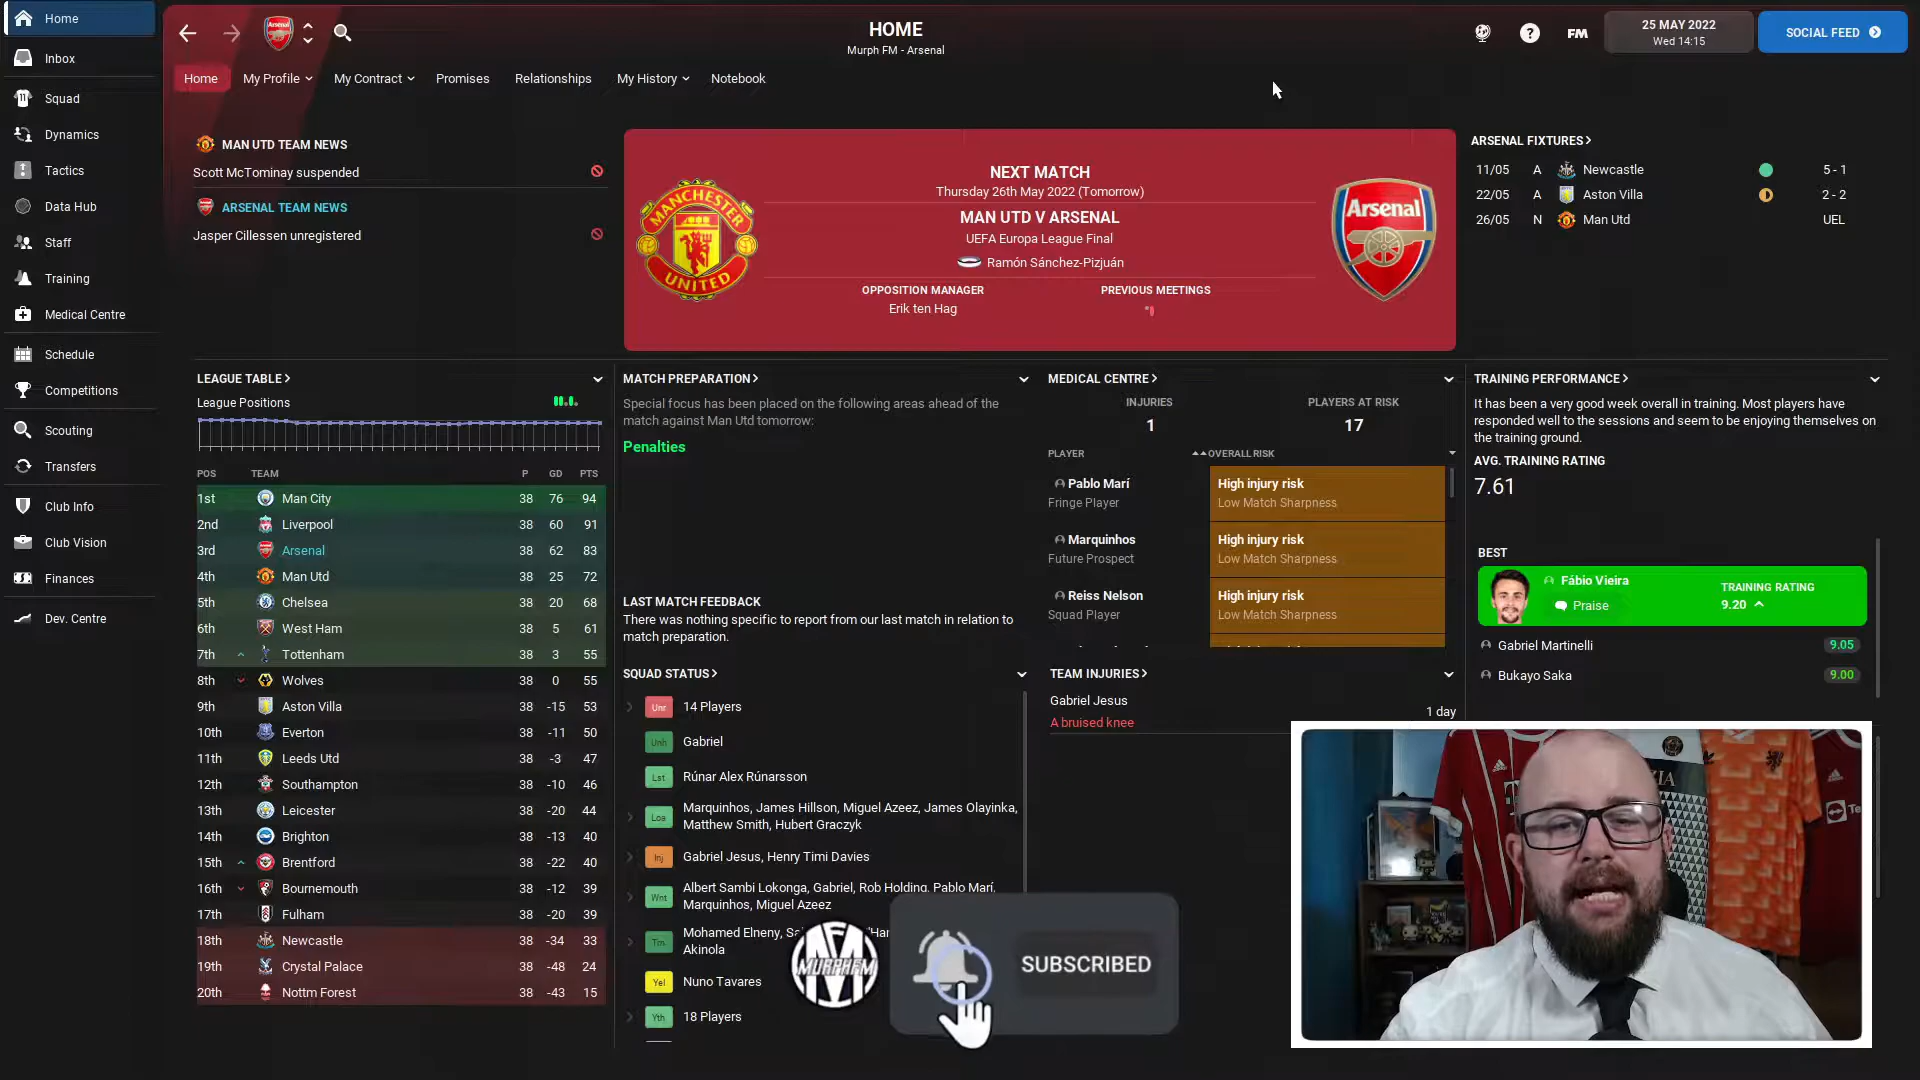 Home
Inbox
Squad
Dynamics
Tactics
Data Hub
Staff
Training
Medical Centre
Schedule
Competitions
Scouting
Transfers
Club Info
Club Vision
Finances
Dev. Centre
HOME
Murph FM - Arsenal
FM
25 MAY 2022
Wed 14:15
SOCIAL FEED
Home My Profile My Contract Promises Relationships My History Notebook
MAN UTD TEAM NEWS
Scott McTominay suspended
ARSENAL TEAM NEWS
Jasper Cillessen unregistered
MANCHESTER
UNITED
NEXT MATCH
Thursday 26th May 2022 (Tomorrow)
MAN UTD V ARSENAL
UEFA Europa League Final
Ramón Sánchez-Pizjuán
OPPOSITION MANAGER
Erik ten Hag
PREVIOUS MEETINGS
Arsenal
ARSENAL FIXTURES
11/05 A Newcastle 5 - 1
22/05 A Aston Villa 2 - 2
26/05 N Man Utd UEL
LEAGUE TABLE
League Positions
POS TEAM P GD PTS
1st Man City 38 76 94
2nd Liverpool 38 60 91
3rd Arsenal 38 62 83
4th Man Utd 38 25 72
5th Chelsea 38 20 68
6th West Ham 38 5 61
7th Tottenham 38 3 55
8th Wolves 38 0 55
9th Aston Villa 38 -15 53
10th Everton 38 -11 50
11th Leeds Utd 38 -3 47
12th Southampton 38 -10 46
13th Leicester 38 -20 44
14th Brighton 38 -13 40
15th Brentford 38 -22 40
16th Bournemouth 38 -12 39
17th Fulham 38 -20 39
18th Newcastle 38 -34 33
19th Crystal Palace 38 -48 24
20th Nottm Forest 38 -43 15
MATCH PREPARATION
Special focus has been placed on the following areas ahead of the
match against Man Utd tomorrow:
Penalties
LAST MATCH FEEDBACK
There was nothing specific to report from our last match in relation to
match preparation.
SQUAD STATUS
Unr 14 Players
Unh Gabriel
Lst Rúnar Alex Rúnarsson
Loa Marquinhos, James Hillson, Miguel Azeez, James Olayinka,
Matthew Smith, Hubert Graczyk
Inj Gabriel Jesus, Henry Timi Davies
Wnt Albert Sambi Lokonga, Gabriel, Rob Holding, Pablo Marí,
Marquinhos, Miguel Azeez
Trn Mohamed Elneny,
Akinola
Yel Nuno Tavares
Yth 18 Players
MEDICAL CENTRE
INJURIES
1
PLAYERS AT RISK
17
PLAYER OVERALL RISK
Pablo Marí High injury risk
Fringe Player Low Match Sharpness
Marquinhos High injury risk
Future Prospect Low Match Sharpness
Reiss Nelson High injury risk
Squad Player Low Match Sharpness
TEAM INJURIES
Gabriel Jesus
A bruised knee
1 day
TRAINING PERFORMANCE
It has been a very good week overall in training. Most players have
responded well to the sessions and seem to be enjoying themselves on
the training ground.
AVG. TRAINING RATING
7.61
BEST
Fábio Vieira
Praise
TRAINING RATING
9.20
Gabriel Martinelli 9.05
Bukayo Saka 9.00
MURPHFM
SUBSCRIBED